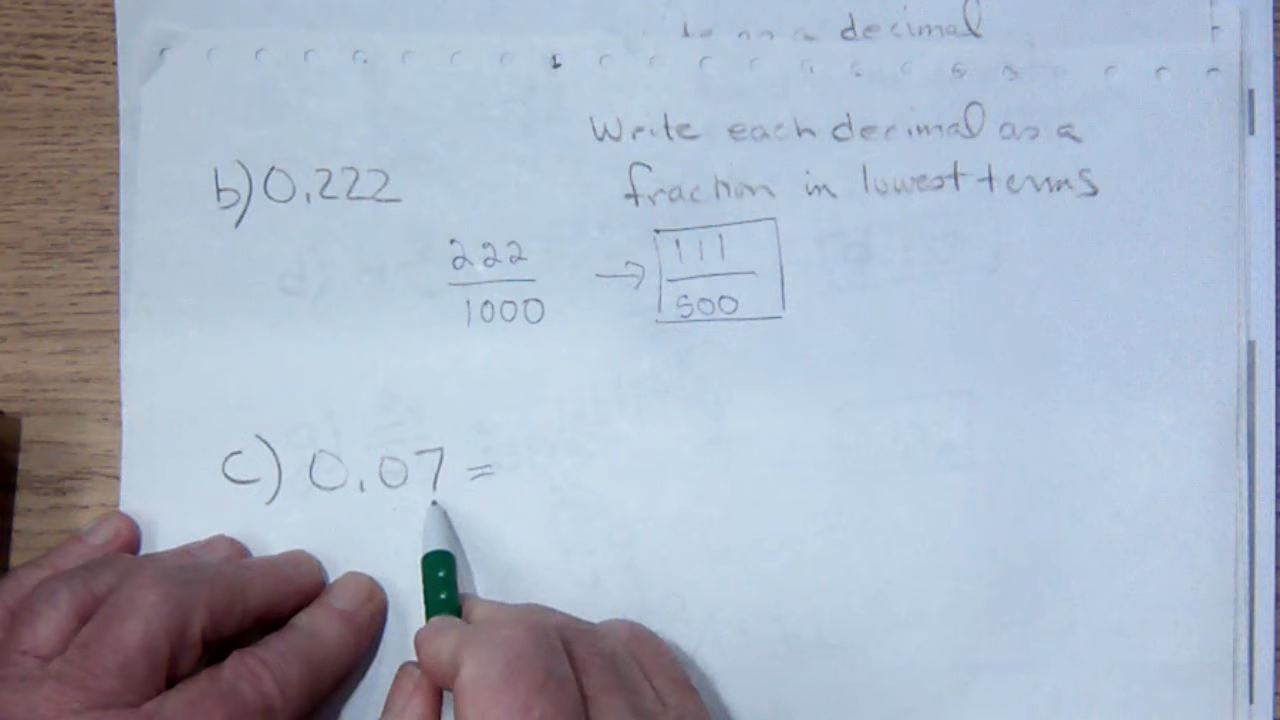 decimal
Write each decimal as a
b) 0.222
fraction in lowest terms
222
1000
→
111
500
c) 0.07 =